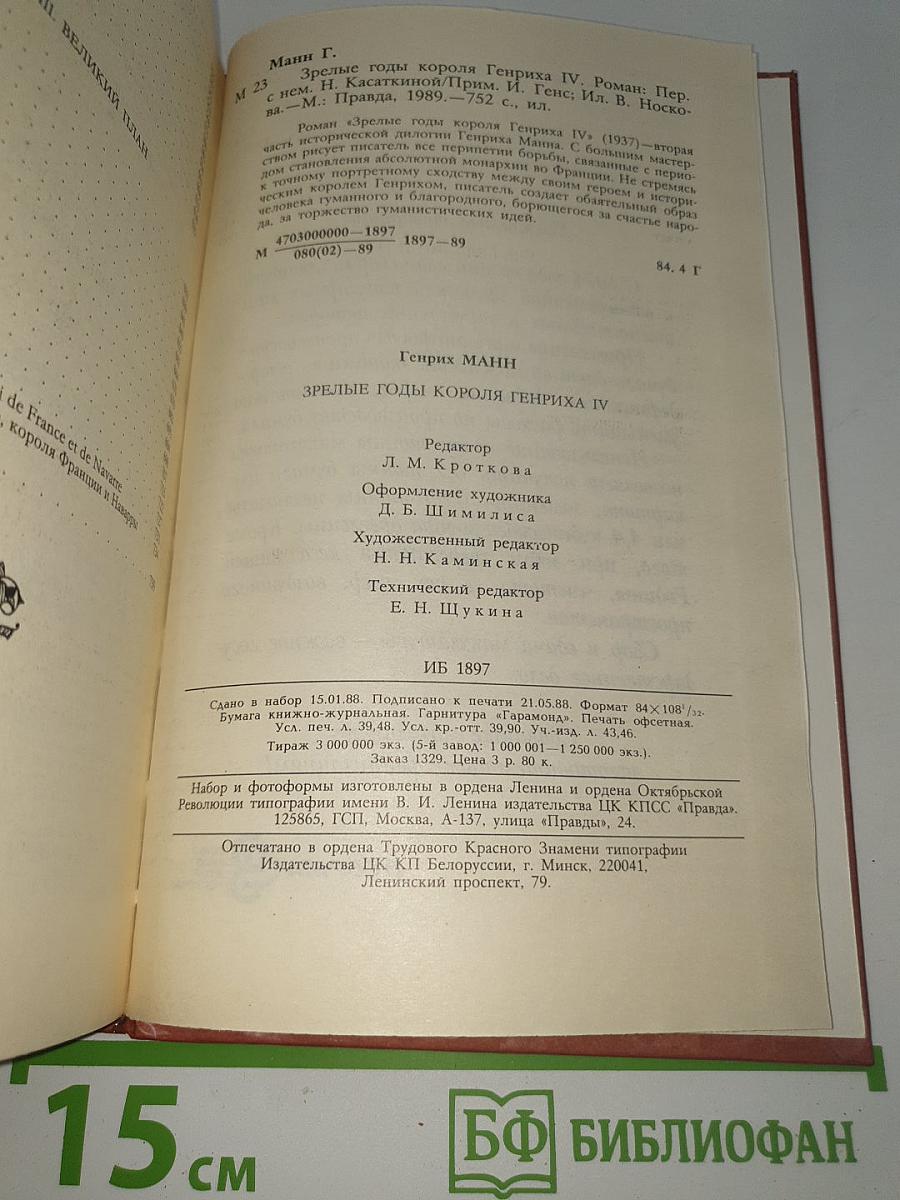 III. ВЕЛИКИЙ ПЛАН
i de France et de Navarre
, короля Франции и Наварры
Манн Г.
М 23
Зрелые годы короля Генриха IV. Роман: Пер.
с нем. Н. Касаткиной/Прим. И. Генс; Ил. В. Носко-
ва.—М.: Правда, 1989.—752 с., ил.
Роман «Зрелые годы короля Генриха IV» (1937)—вторая
часть исторической дилогии Генриха Манна. С большим мастер-
ством рисует писатель все перипетии борьбы, связанные с перио-
дом становления абсолютной монархии во Франции. Не стремясь
к точному портретному сходству между своим героем и истори-
ческим королем Генрихом, писатель создает обаятельный образ
человека гуманного и благородного, борющегося за счастье наро-
да, за торжество гуманистических идей.
М 4703000000—1897
080(02)—89
1897—89
84. 4 Г
Генрих МАНН
ЗРЕЛЫЕ ГОДЫ КОРОЛЯ ГЕНРИХА IV
Редактор
Л. М. Кроткова
Оформление художника
Д. Б. Шимилиса
Художественный редактор
Н. Н. Каминская
Технический редактор
Е. Н. Щукина
ИБ 1897
Сдано в набор 15.01.88. Подписано к печати 21.05.88. Формат 84×108¹/₃₂.
Бумага книжно-журнальная. Гарнитура «Гарамонд». Печать офсетная.
Усл. печ. л. 39,48. Усл. кр.-отт. 39,90. Уч.-изд. л. 43,46.
Тираж 3 000 000 экз. (5-й завод: 1 000 001—1 250 000 экз.).
Заказ 1329. Цена 3 р. 80 к.
Набор и фотоформы изготовлены в ордена Ленина и ордена Октябрьской
Революции типографии имени В. И. Ленина издательства ЦК КПСС «Правда».
125865, ГСП, Москва, А-137, улица «Правды», 24.
Отпечатано в ордена Трудового Красного Знамени типографии
Издательства ЦК КП Белоруссии, г. Минск, 220041,
Ленинский проспект, 79.
15 см
БФ БИБЛИОФАН